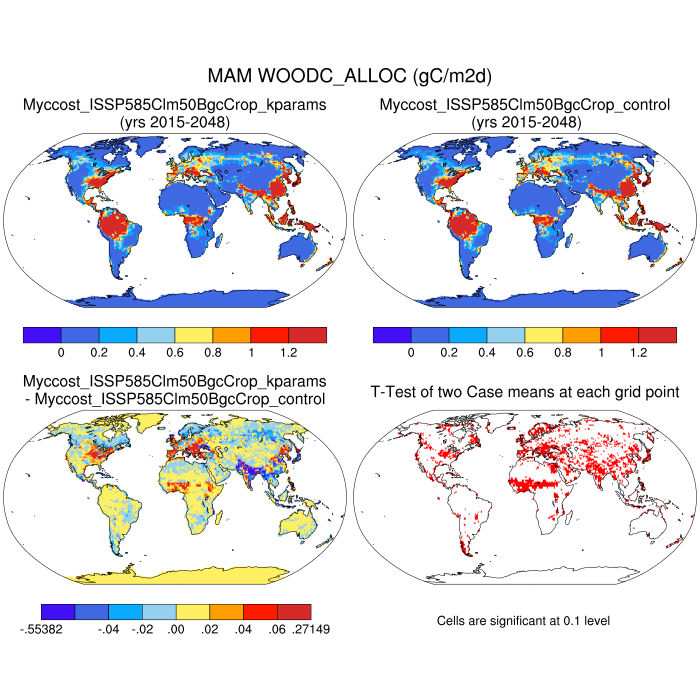 MAM WOODC_ALLOC (gC/m2d)
Myccost_ISSP585Clm50BgcCrop_kparams
(yrs 2015-2048)
Myccost_ISSP585Clm50BgcCrop_control
(yrs 2015-2048)
0 0.2 0.4 0.6 0.8 1 1.2
0 0.2 0.4 0.6 0.8 1 1.2
Myccost_ISSP585Clm50BgcCrop_kparams
- Myccost_ISSP585Clm50BgcCrop_control
T-Test of two Case means at each grid point
-.55382 -.04 -.02 .00 .02 .04 .06 .27149
Cells are significant at 0.1 level